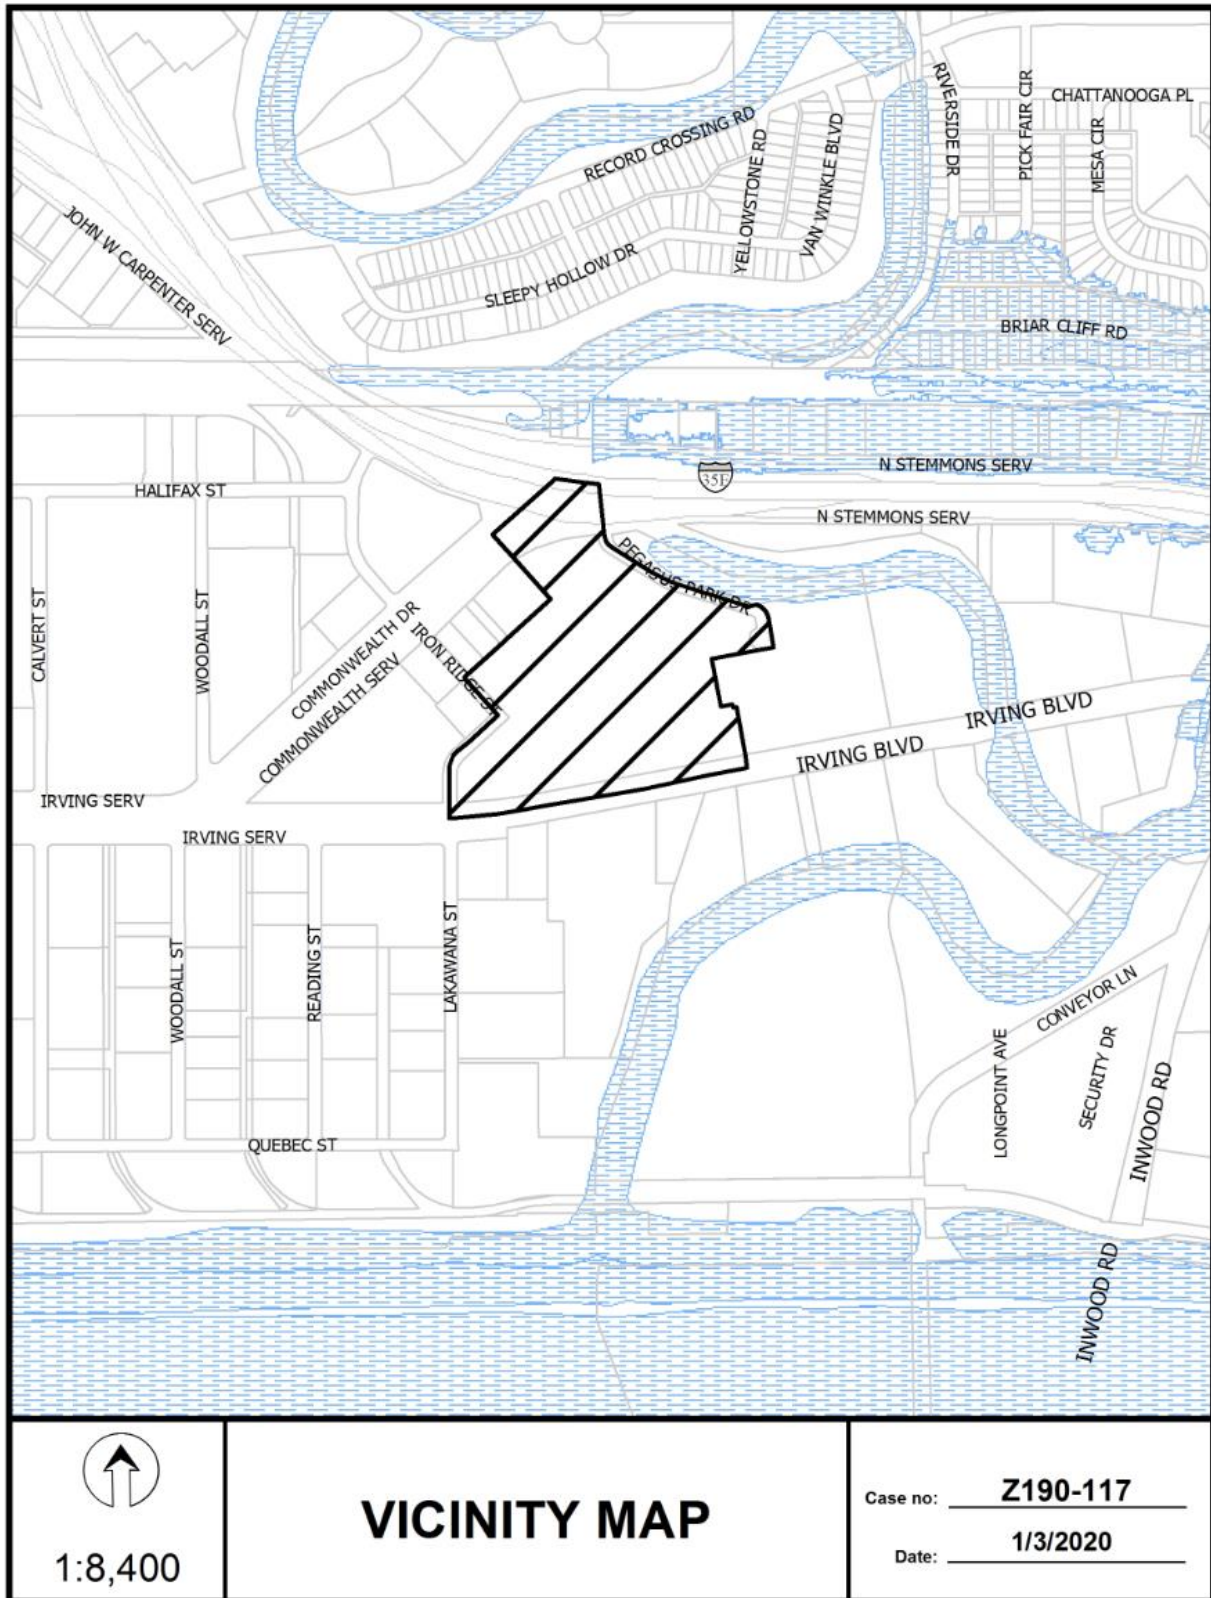 RIVERSIDE DR
PICK FAIR CIR
CHATTANOOGA PL
MESA CIR
RECORD CROSSING RD
YELLOWSTONE RD
VAN WINKLE BLVD
JOHN W CARPENTER SERV
SLEEPY HOLLOW DR
BRIAR CLIFF RD
35E
N STEMMONS SERV
HALIFAX ST
N STEMMONS SERV
PEGASUS PARK DR
CALVERT ST
WOODALL ST
COMMONWEALTH DR
IRON RIDGE ST
COMMONWEALTH SERV
IRVING BLVD
IRVING BLVD
IRVING SERV
IRVING SERV
WOODALL ST
READING ST
LAKAWANA ST
CONVEYOR LN
LONGPOINT AVE
SECURITY DR
INWOOD RD
QUEBEC ST
INWOOD RD
1:8,400
VICINITY MAP
Case no: Z190-117
Date: 1/3/2020